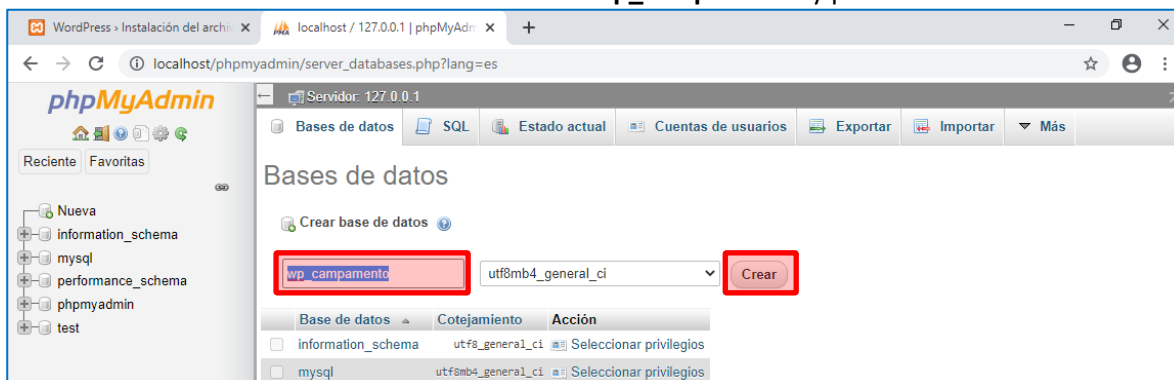 WordPress › Instalación del archiv
localhost / 127.0.0.1 | phpMyAdm
localhost/phpmyadmin/server_databases.php?lang=es
phpMyAdmin
Reciente Favoritas
Nueva
information_schema
mysql
performance_schema
phpmyadmin
test
Servidor: 127.0.0.1
Bases de datos SQL Estado actual Cuentas de usuarios Exportar Importar Más
Bases de datos
Crear base de datos
wp_campamento utf8mb4_general_ci Crear
Base de datos Cotejamiento Acción
information_schema utf8_general_ci Seleccionar privilegios
mysql utf8mb4_general_ci Seleccionar privilegios